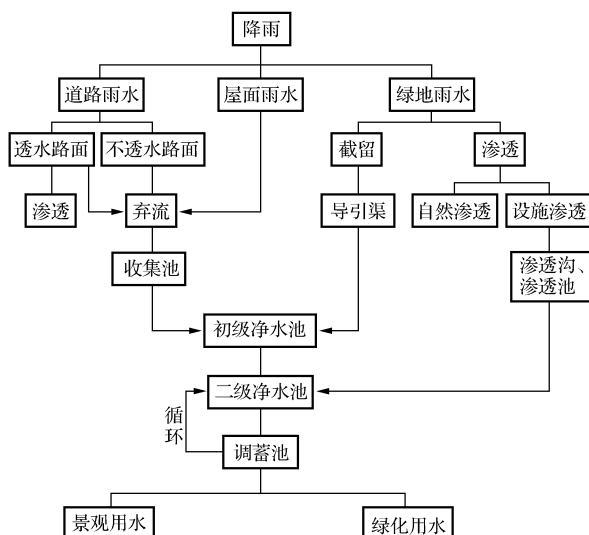 降雨
道路雨水
屋面雨水
绿地雨水
透水路面
不透水路面
截留
渗透
渗透
弃流
导引渠
自然渗透
设施渗透
收集池
渗透沟、
渗透池
初级净水池
二级净水池
循
环
调蓄池
景观用水
绿化用水